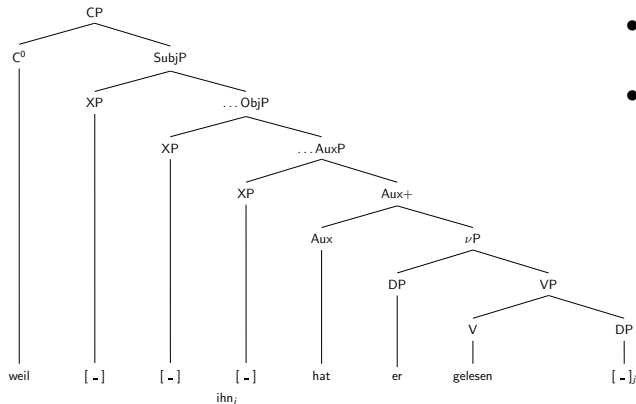 CP
C⁰ SubjP
XP …ObjP
XP …AuxP
XP Aux+
Aux νP
DP VP
V DP
weil [ _ ] [ _ ] [ _ ] hat er gelesen [ _ ]j
ihni
•
•